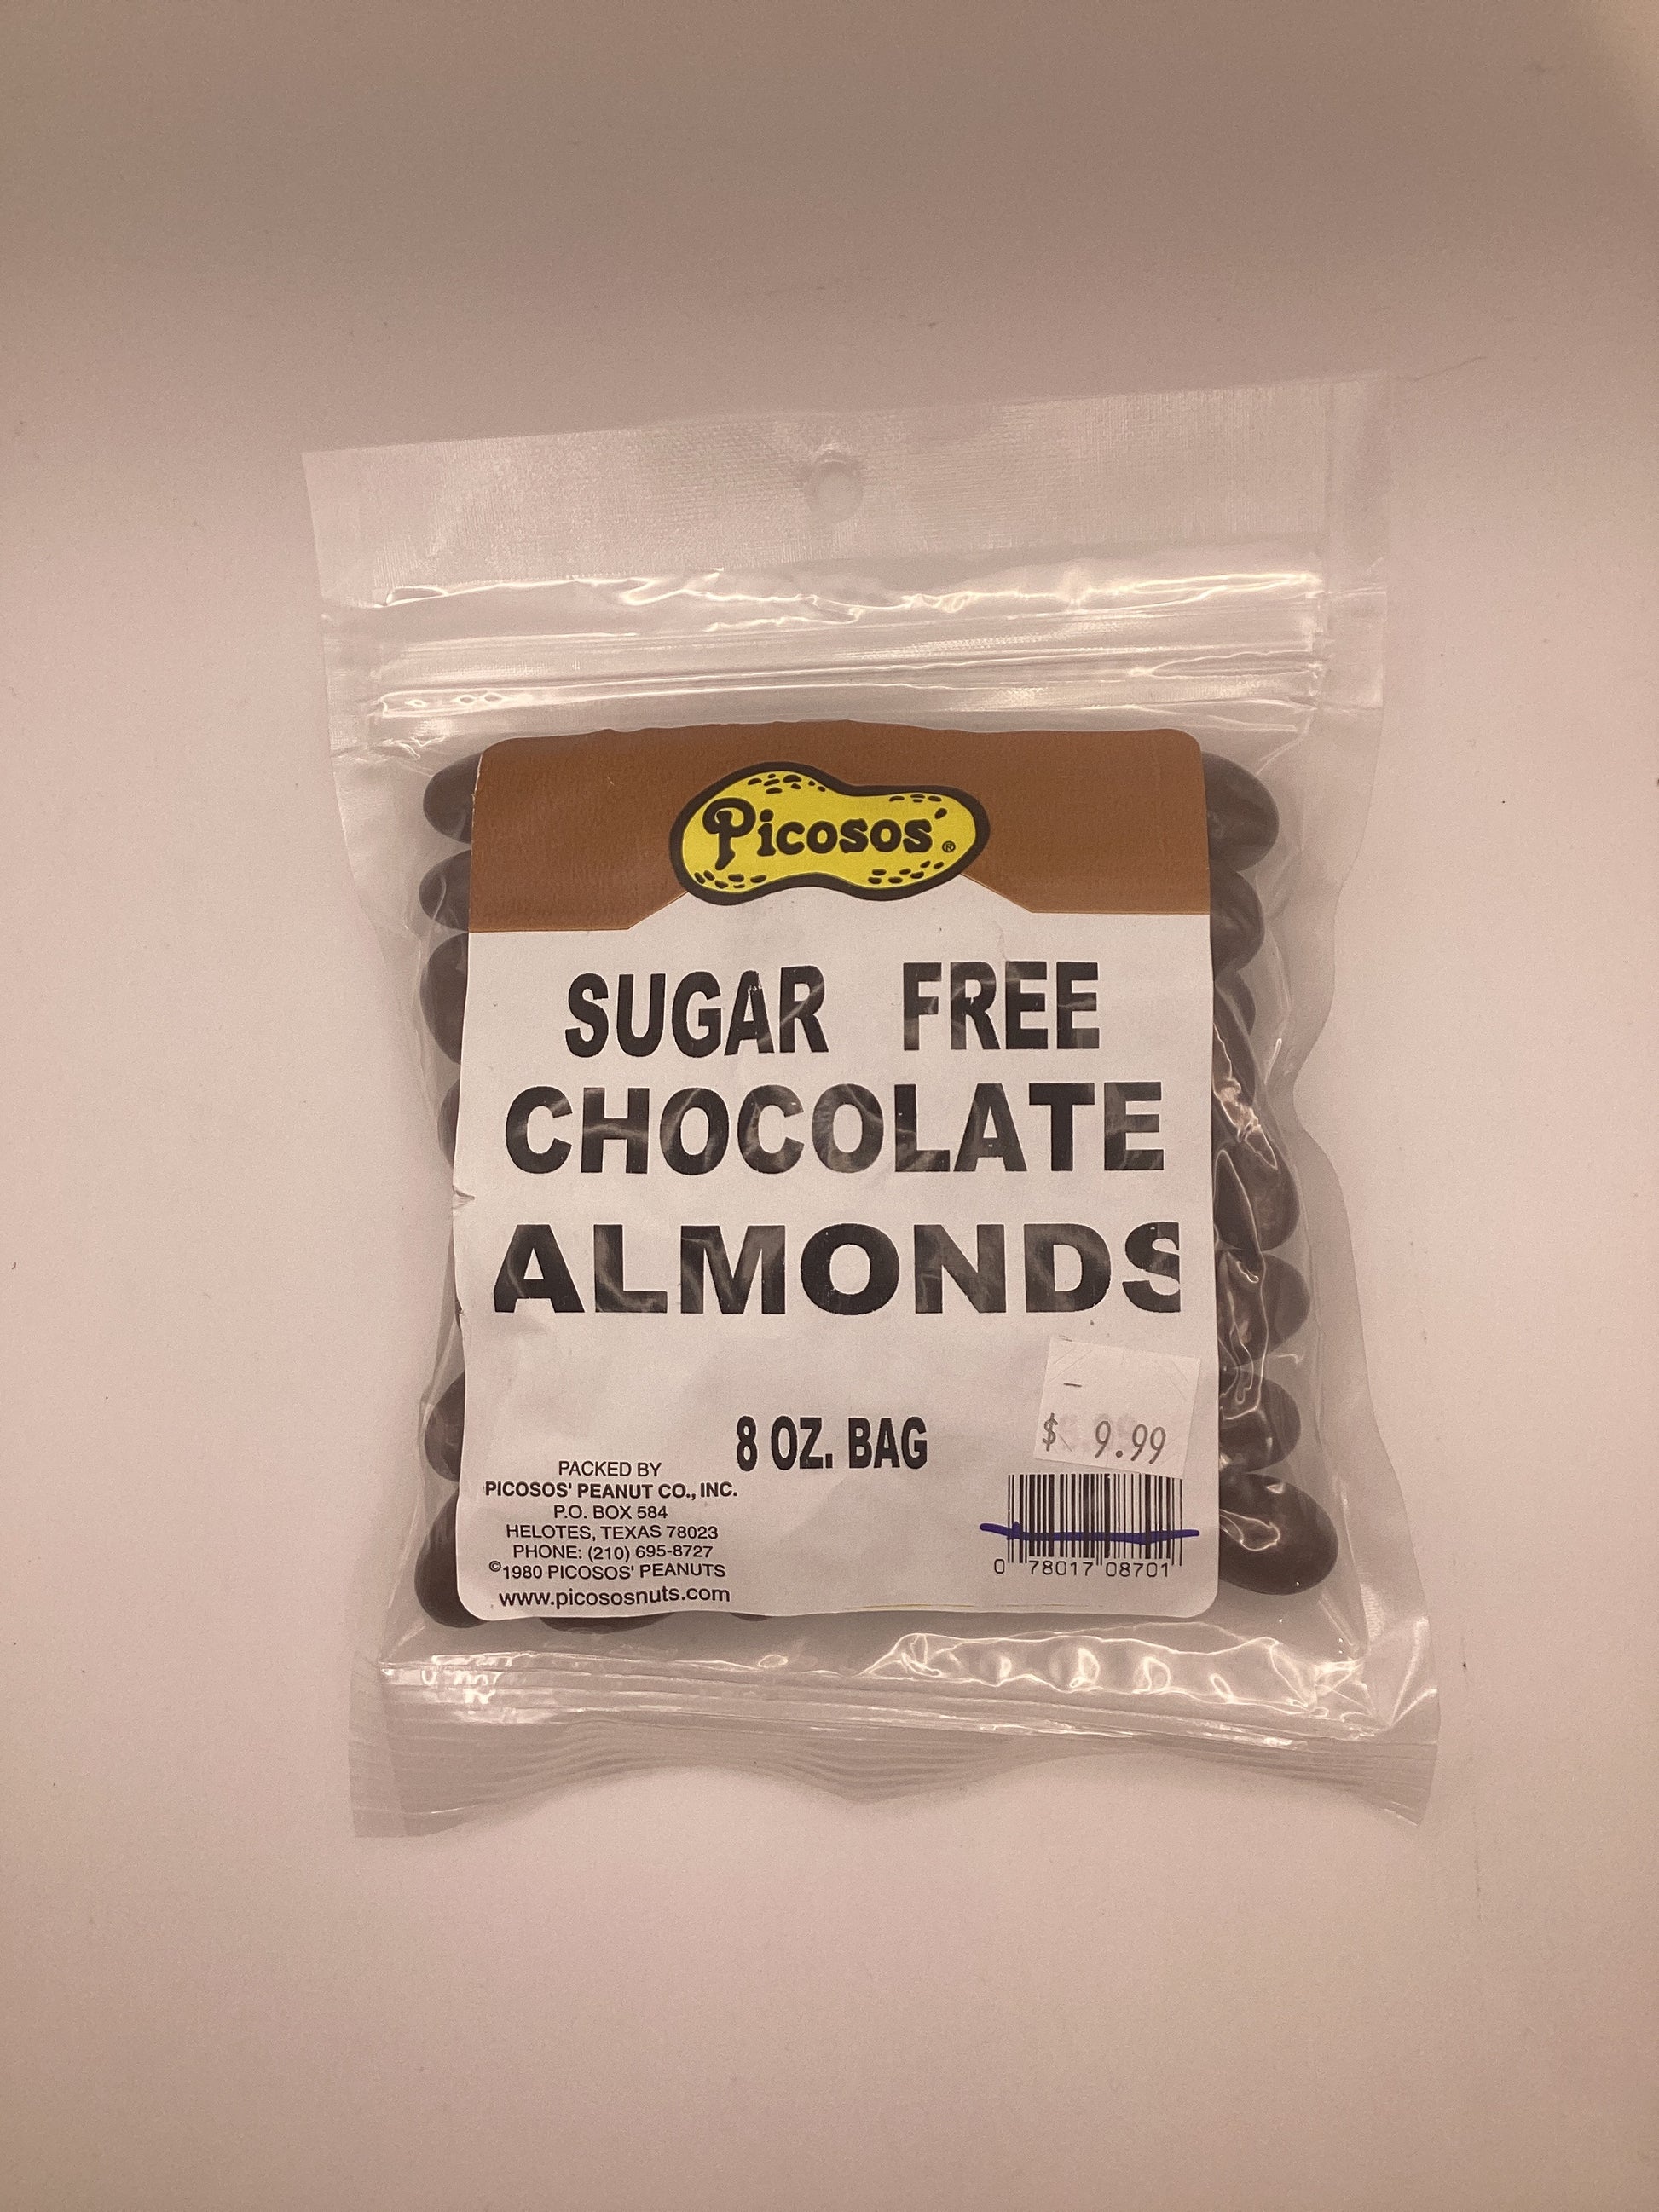 Picosos' ®
SUGAR FREE
CHOCOLATE
ALMONDS
$ 9.99
8 OZ. BAG
PACKED BY
PICOSOS' PEANUT CO., INC.
P.O. BOX 584
HELOTES, TEXAS 78023
PHONE: (210) 695-8727
©1980 PICOSOS' PEANUTS
www.picososnuts.com
0 78017 08701